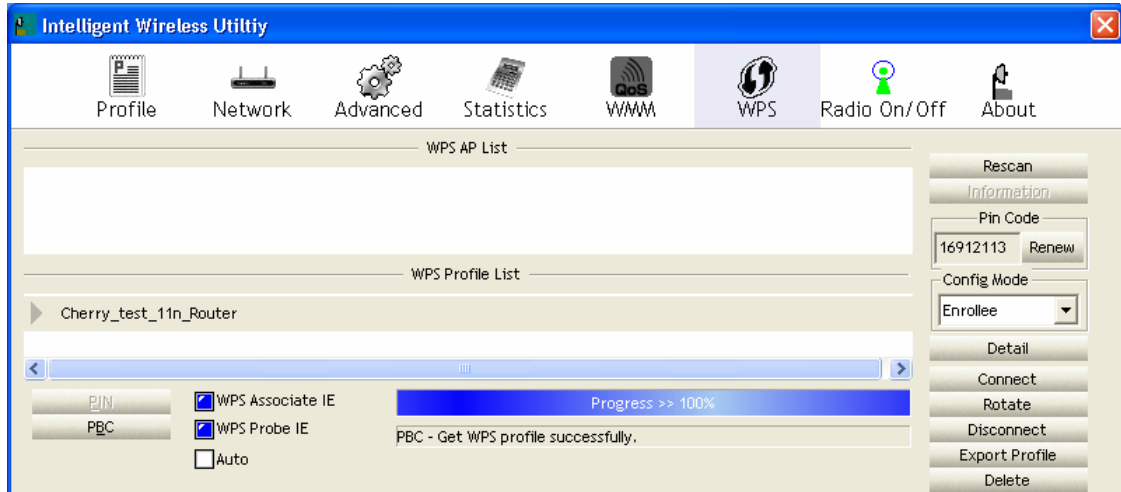 Intelligent Wireless Utiltiy
Profile Network Advanced Statistics WMM WPS Radio On/Off About
QoS
WPS AP List
Rescan
Information
Pin Code
16912113 Renew
WPS Profile List
Config Mode
Cherry_test_11n_Router
Enrollee
Detail
Connect
PIN WPS Associate IE Progress >> 100% Rotate
PBC WPS Probe IE PBC - Get WPS profile successfully. Disconnect
Auto Export Profile
Delete